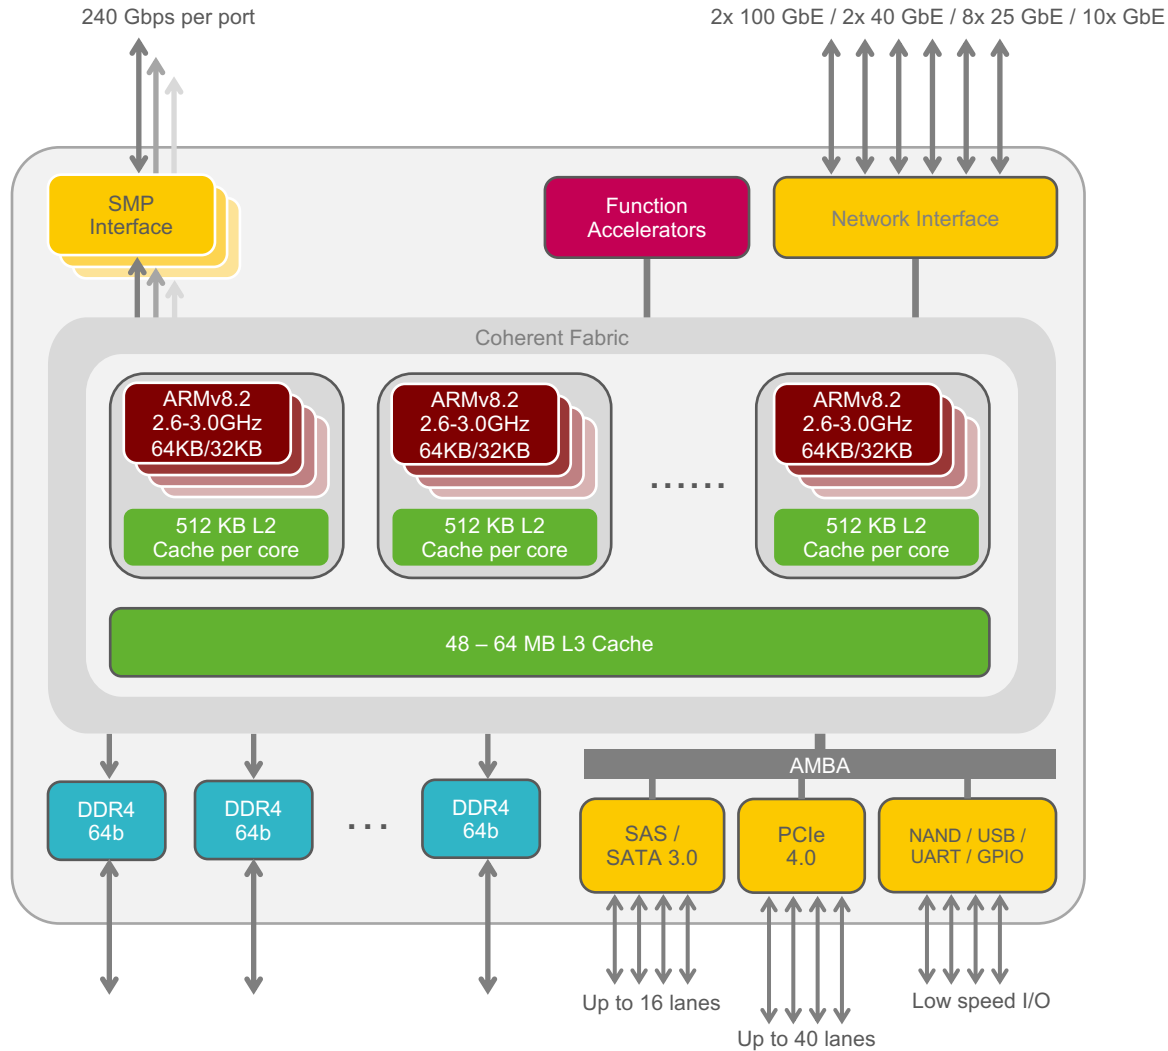 240 Gbps per port
2x 100 GbE / 2x 40 GbE / 8x 25 GbE / 10x GbE
SMP
Interface
Function
Accelerators
Network Interface
Coherent Fabric
ARMv8.2
2.6-3.0GHz
64KB/32KB
512 KB L2
Cache per core
ARMv8.2
2.6-3.0GHz
64KB/32KB
512 KB L2
Cache per core
......
ARMv8.2
2.6-3.0GHz
64KB/32KB
512 KB L2
Cache per core
48 – 64 MB L3 Cache
DDR4
64b
DDR4
64b
...
DDR4
64b
AMBA
SAS /
SATA 3.0
PCIe
4.0
NAND / USB /
UART / GPIO
Up to 16 lanes
Up to 40 lanes
Low speed I/O